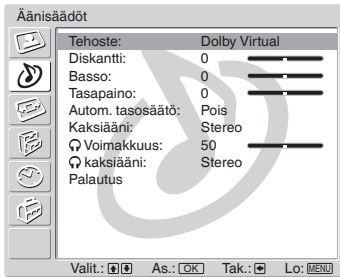 Äänisäädöt
Tehoste: Dolby Virtual
Diskantti: 0
Basso: 0
Tasapaino: 0
Autom. tasosäätö: Pois
Kaksiääni: Stereo
Voimakkuus: 50
kaksiääni: Stereo
Palautus
Valit.: As.: OK Tak.: Lo: MENU